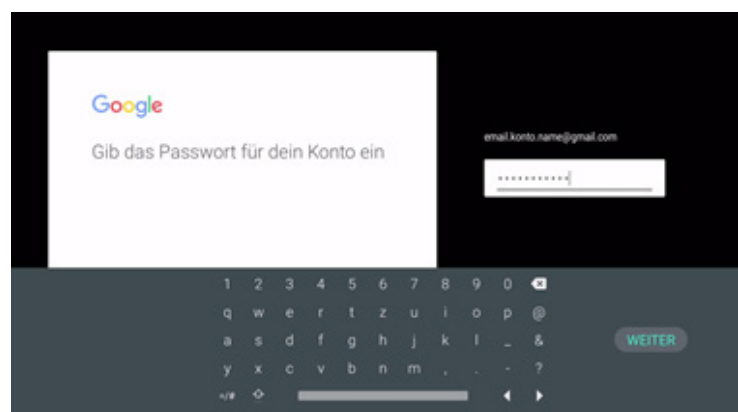 Google
Gib das Passwort für dein Konto ein
email.konto.name@gmail.com
•••••••••••
1 2 3 4 5 6 7 8 9 0
q w e r t z u i o p @
a s d f g h j k l _ &
WEITER
y x c v b n m , . - ?